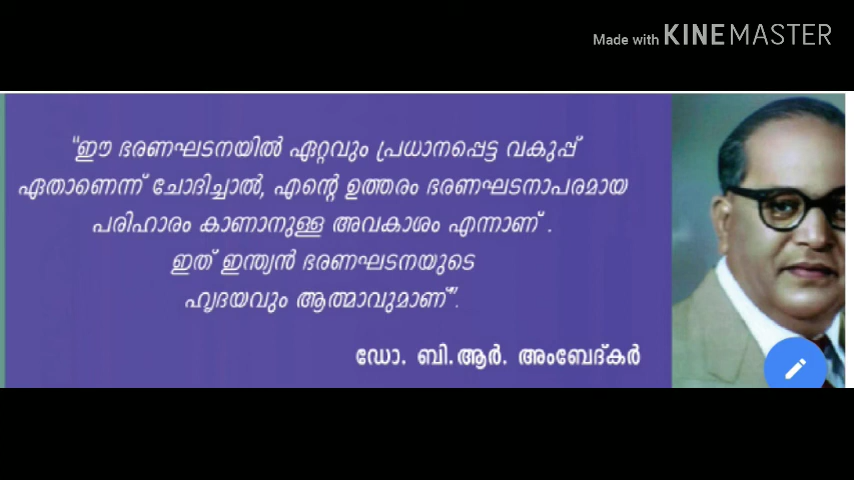 Made with KINEMASTER
"ഈ ഭരണഘടനയിൽ ഏറ്റവും പ്രധാനപ്പെട്ട വകുപ്പ്
ഏതാണെന്ന് ചോദിച്ചാൽ, എന്റെ ഉത്തരം ഭരണഘടനാപരമായ
പരിഹാരം കാണാനുള്ള അവകാശം എന്നാണ് .
ഇത് ഇന്ത്യൻ ഭരണഘടനയുടെ
ഹൃദയവും ആത്മാവുമാണ്".
ഡോ. ബി.ആർ. അംബേദ്കർ